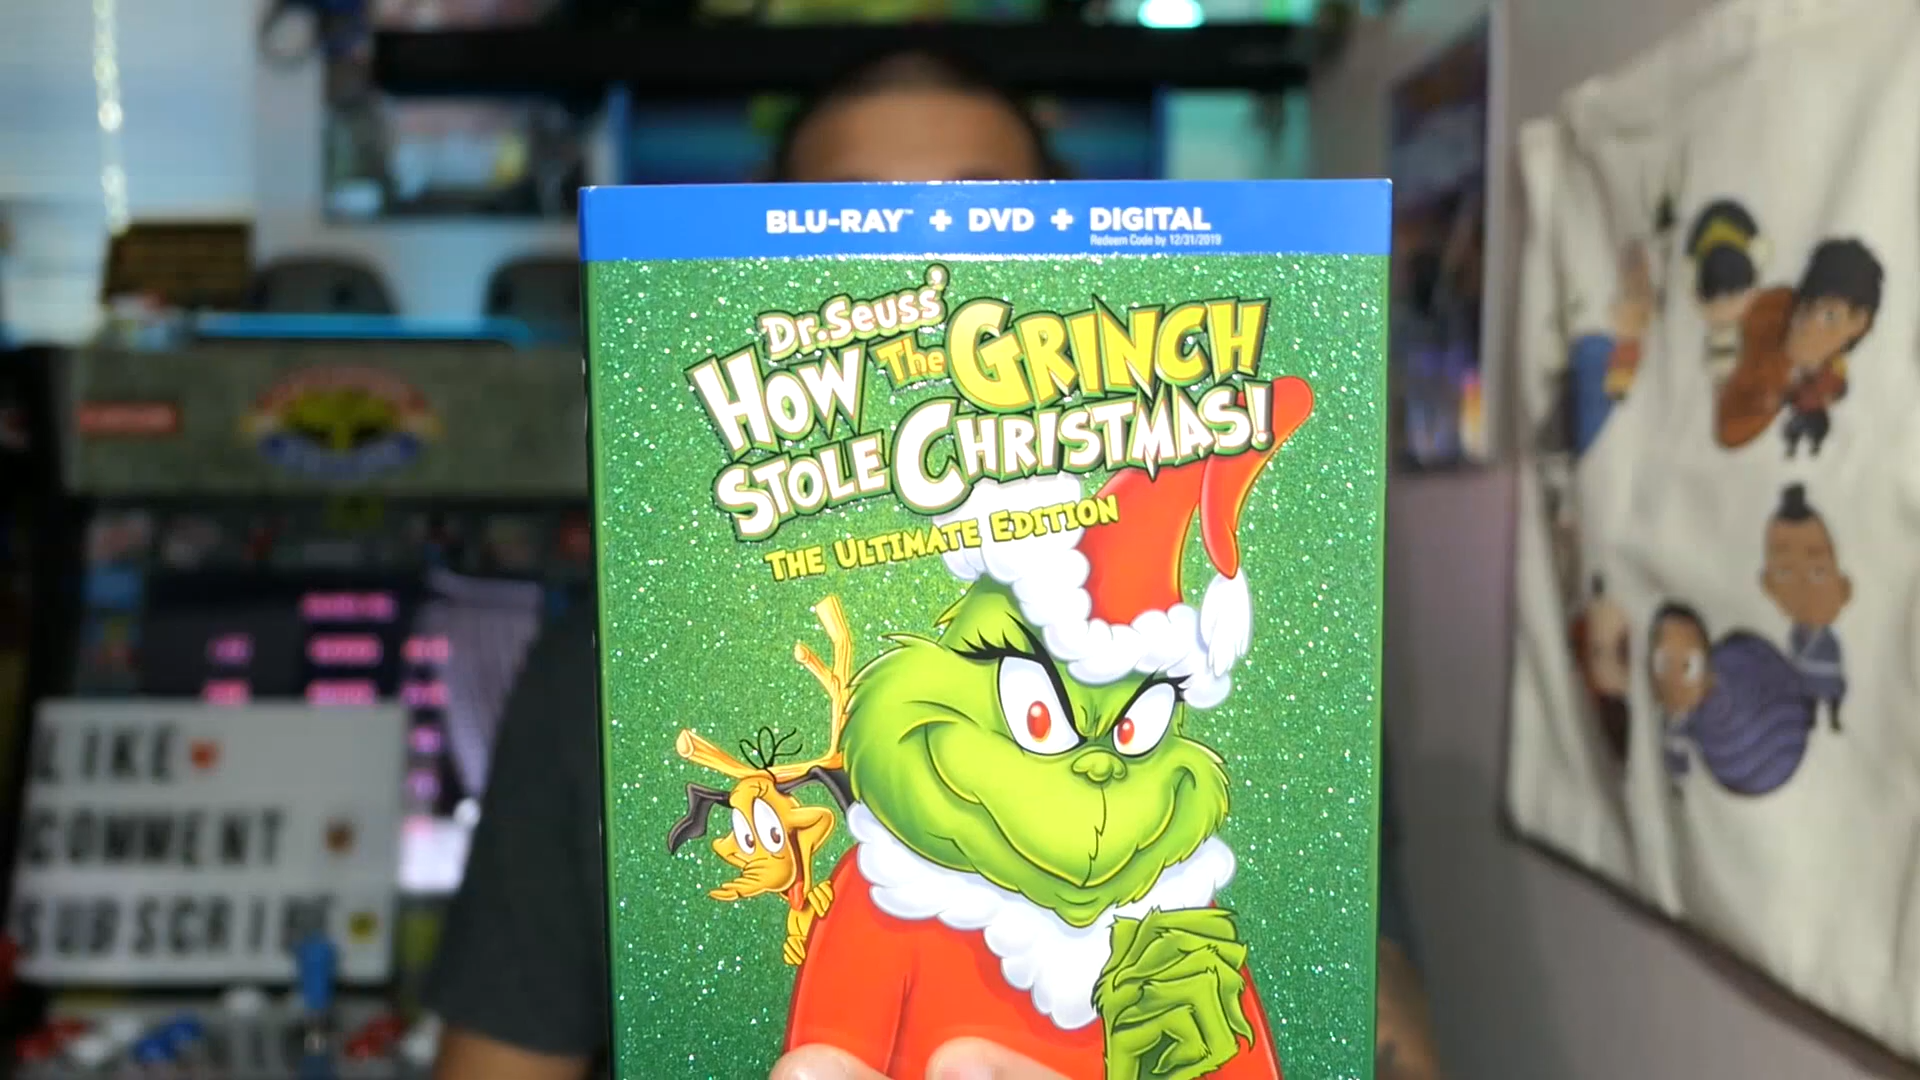 BLU-RAY™ + DVD + DIGITAL
Redeem Code by 12/31/2019
Dr. Seuss'
HOW The GRINCH
STOLE CHRISTMAS!
THE ULTIMATE EDITION
LIKE
COMMENT
SUBSCRIBE